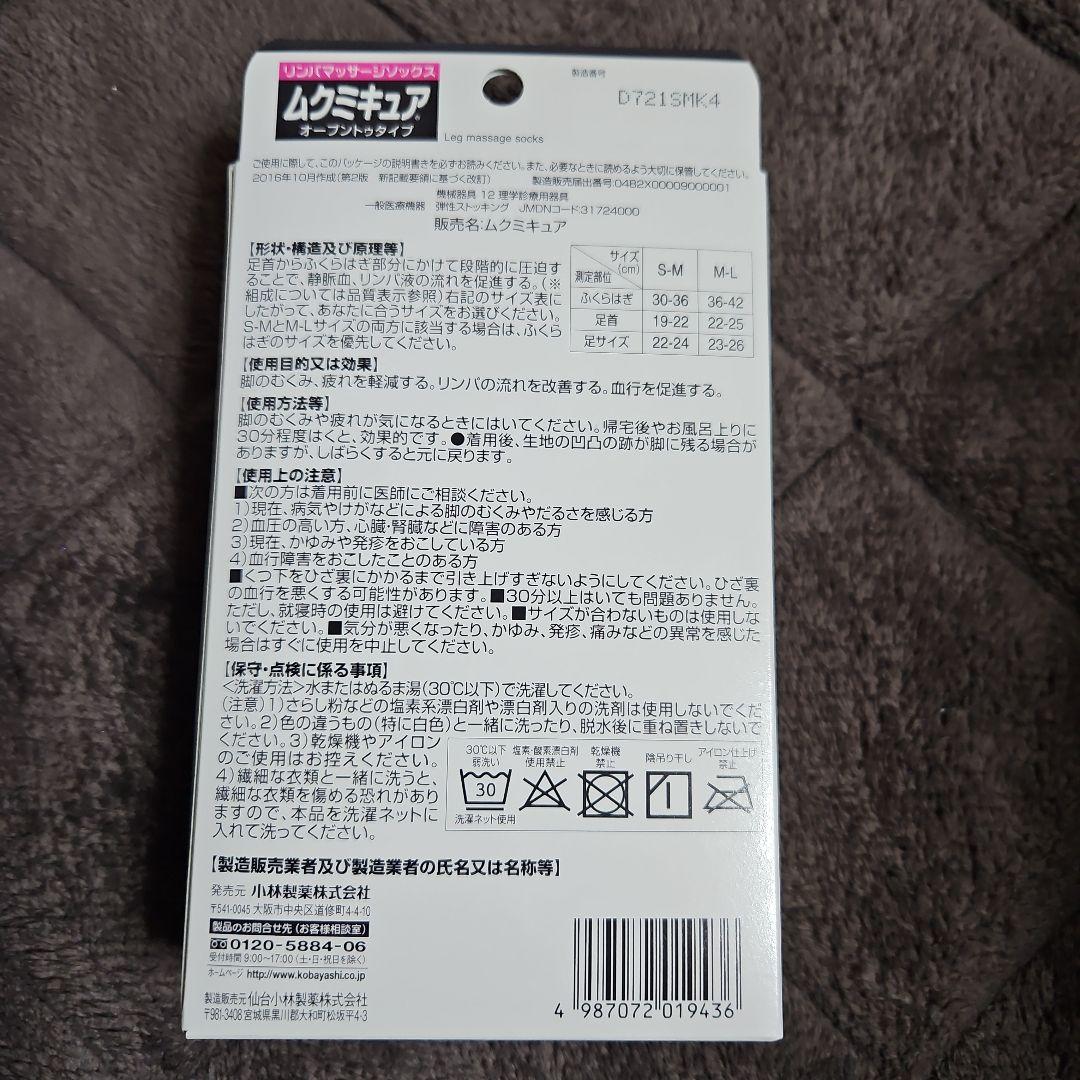 リンパマッサージソックス
ムクミキュア®
オープントゥタイプ
Leg massage socks
製造番号
D721SMK4
ご使用に際して、このパッケージの説明書きを必ずお読みください。また、必要なときに読めるよう大切に保管してください。
2016年10月作成(第2版 新記載要領に基づく改訂) 製造販売届出番号:04B2X00009000001
機械器具 12 理学診療用器具
一般医療機器 弾性ストッキング JMDNコード:31724000
販売名:ムクミキュア
【形状・構造及び原理等】
足首からふくらはぎ部分にかけて段階的に圧迫す
ることで、静脈血、リンパ液の流れを促進する。(※
組成については品質表示参照)右記のサイズ表に
したがって、あなたに合うサイズをお選びください。
S-MとM-Lサイズの両方に該当する場合は、ふくら
はぎのサイズを優先してください。
サイズ(cm) 測定部位 S-M M-L
ふくらはぎ 30-36 36-42
足首 19-22 22-25
足サイズ 22-24 23-26
【使用目的又は効果】
脚のむくみ、疲れを軽減する。リンパの流れを改善する。血行を促進する。
【使用方法等】
脚のむくみや疲れが気になるときにはいてください。帰宅後やお風呂上りに
30分程度はくと、効果的です。●着用後、生地の凹凸の跡が脚に残る場合が
ありますが、しばらくすると元に戻ります。
【使用上の注意】
■次の方は着用前に医師にご相談ください。
1)現在、病気やけがなどによる脚のむくみやだるさを感じる方
2)血圧の高い方、心臓・腎臓などに障害のある方
3)現在、かゆみや発疹をおこしている方
4)血行障害をおこしたことのある方
■くつ下をひざ裏にかかるまで引き上げすぎないようにしてください。ひざ裏
の血行を悪くする可能性があります。■30分以上はいても問題ありません。
ただし、就寝時の使用は避けてください。■サイズが合わないものは使用しな
いでください。■気分が悪くなったり、かゆみ、発疹、痛みなどの異常を感じた
場合はすぐに使用を中止してください。
【保守・点検に係る事項】
<洗濯方法>水またはぬるま湯(30℃以下)で洗濯してください。
(注意)1)さらし粉などの塩素系漂白剤や漂白剤入りの洗剤は使用しないでくだ
さい。2)色の違うもの(特に白色)と一緒に洗ったり、脱水後に重ね置きしないで
ください。3)乾燥機やアイロン
のご使用はお控えください。
4)繊細な衣類と一緒に洗うと、
繊細な衣類を傷める恐れがあり
ますので、本品を洗濯ネットに
入れて洗ってください。
30℃以下 弱洗い 30 洗濯ネット使用
塩素・酸素漂白剤 使用禁止
乾燥機 禁止
陰吊り干し
アイロン仕上げ 禁止
【製造販売業者及び製造業者の氏名又は名称等】
発売元 小林製薬株式会社
〒541-0045 大阪市中央区道修町4-4-10
製品のお問合せ先(お客様相談室)
0120-5884-06
受付時間 9:00〜17:00(土・日・祝日を除く)
ホームページ http://www.kobayashi.co.jp
製造販売元 仙台小林製薬株式会社
〒981-3408 宮城県黒川郡大和町松坂平4-3
4 987072 019436